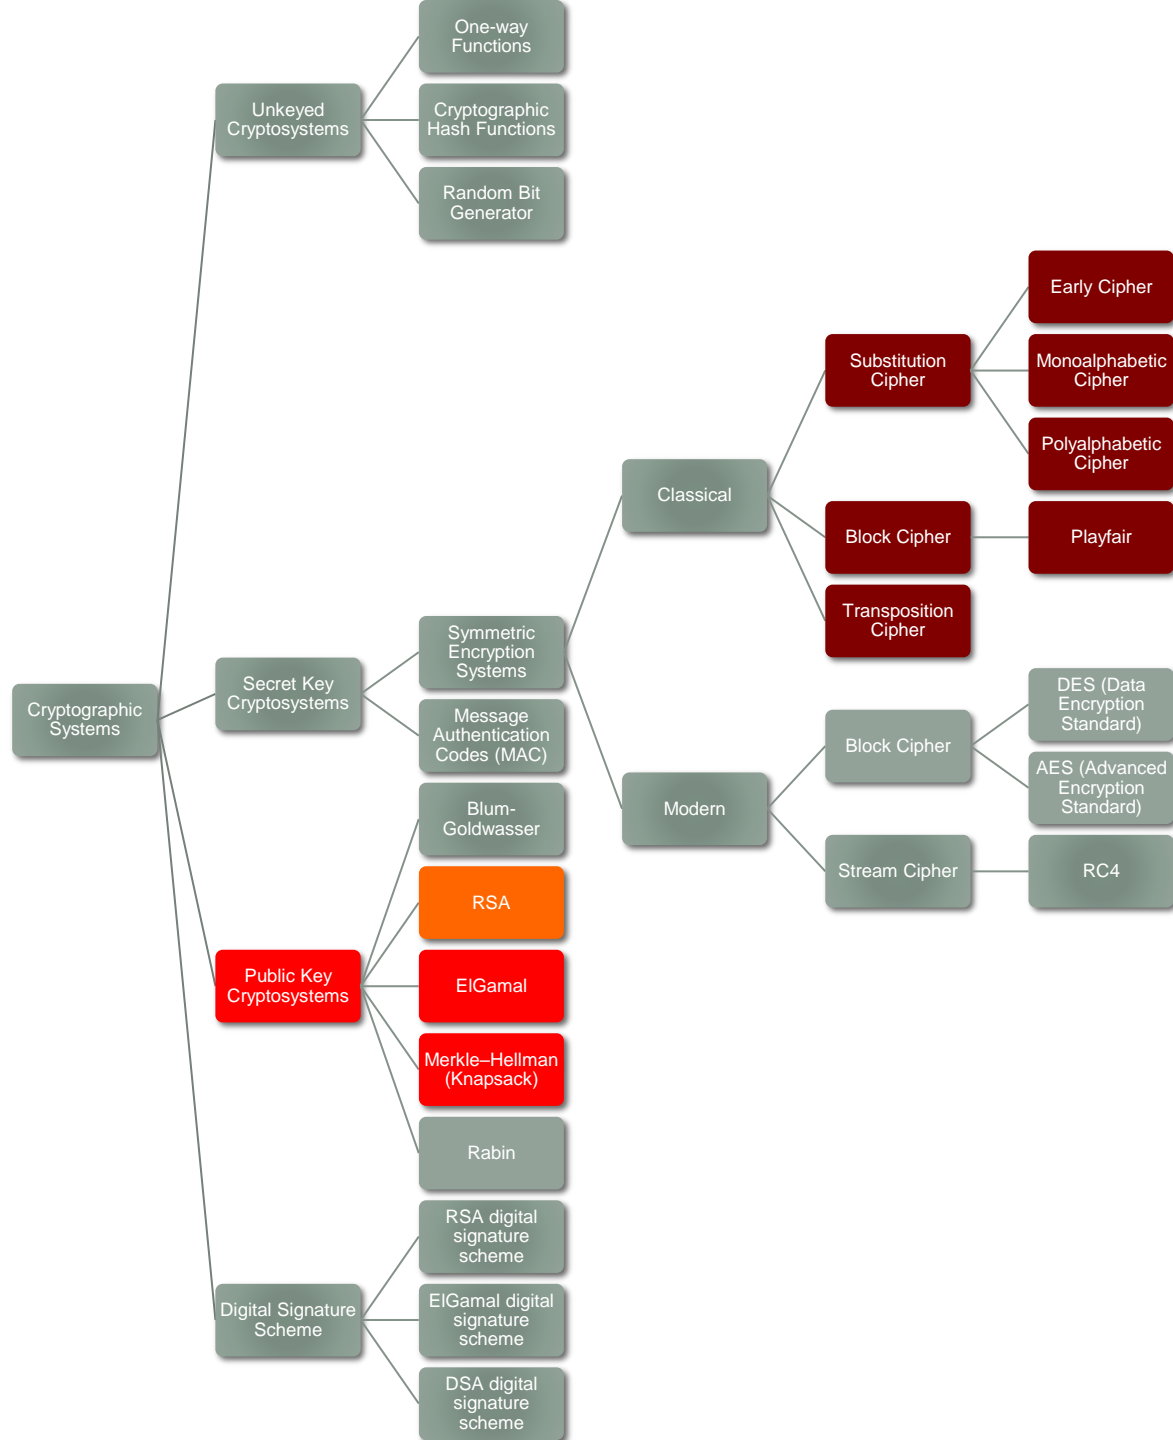 One-way
Functions
Unkeyed
Cryptosystems
Cryptographic
Hash Functions
Random Bit
Generator
Early Cipher
Substitution
Cipher
Monoalphabetic
Cipher
Polyalphabetic
Cipher
Classical
Block Cipher
Playfair
Transposition
Cipher
Symmetric
Encryption
Systems
Secret Key
Cryptosystems
Cryptographic
Systems
Message
Authentication
Codes (MAC)
DES (Data
Encryption
Standard)
Block Cipher
AES (Advanced
Encryption
Standard)
Modern
Stream Cipher
RC4
Blum-
Goldwasser
RSA
Public Key
Cryptosystems
ElGamal
Merkle–Hellman
(Knapsack)
Rabin
RSA digital
signature
scheme
Digital Signature
Scheme
ElGamal digital
signature
scheme
DSA digital
signature
scheme